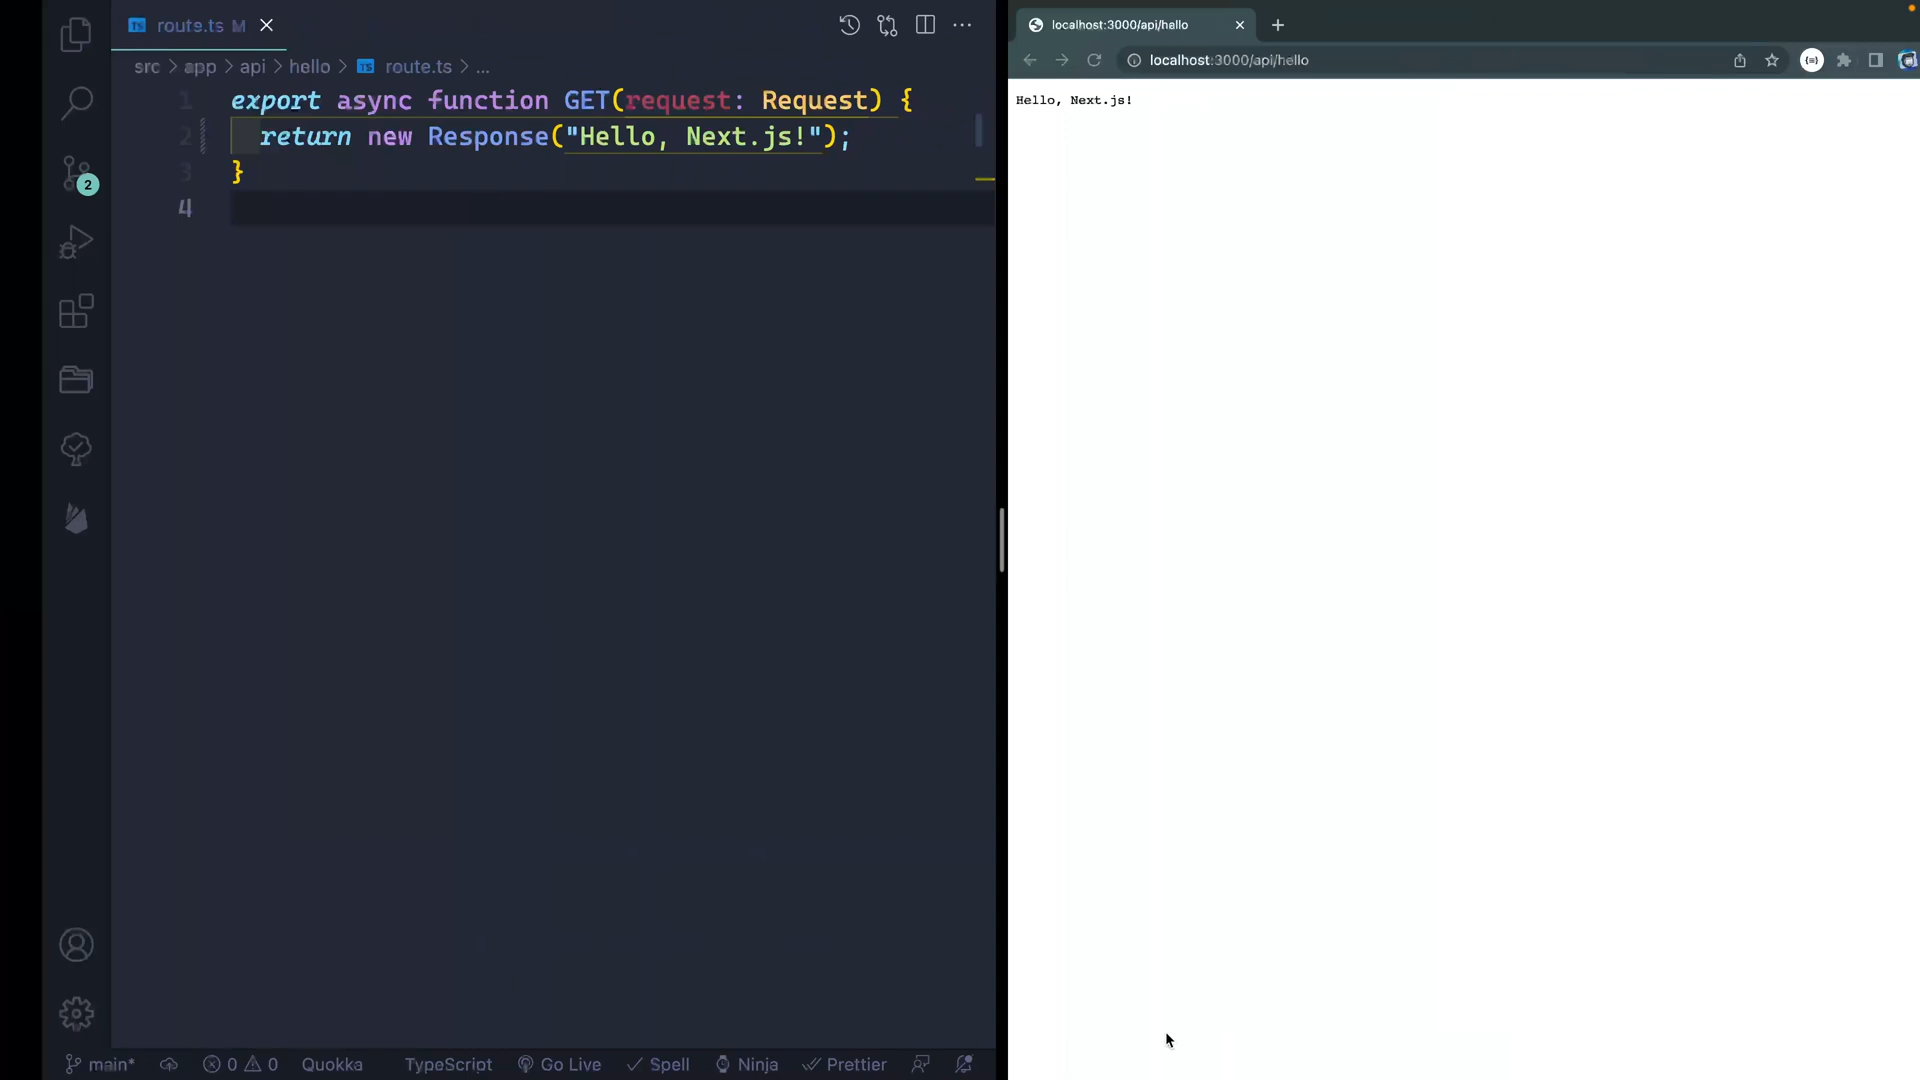 route.ts M
src > app > api > hello > TS route.ts > ...
1 export async function GET(request: Request) {
2 return new Response("Hello, Next.js!");
3 }
4
2
main* 0 0 Quokka TypeScript Go Live Spell Ninja Prettier
localhost:3000/api/hello
localhost:3000/api/hello
Hello, Next.js!